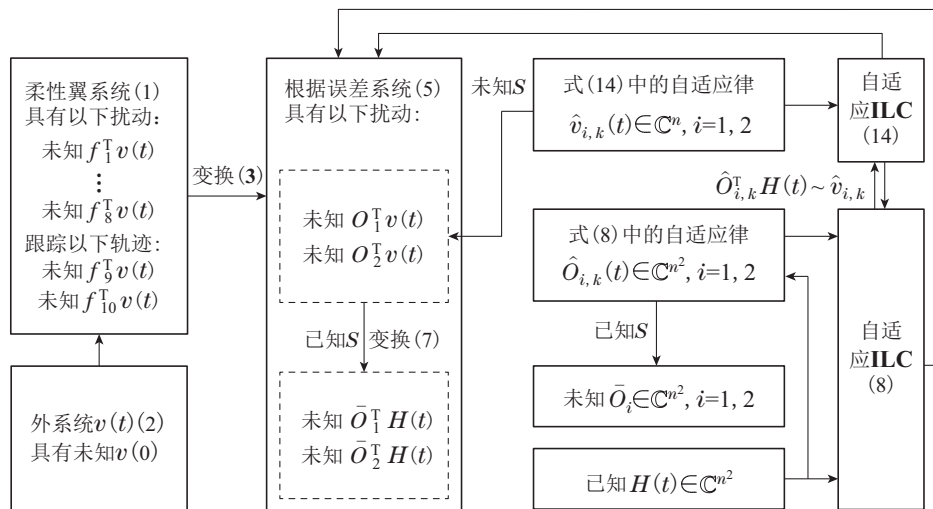 柔性翼系统(1)
具有以下扰动:
未知 $f_1^{\mathrm{T}} v(t)$
⋮
未知 $f_8^{\mathrm{T}} v(t)$
跟踪以下轨迹:
未知 $f_9^{\mathrm{T}} v(t)$
未知 $f_{10}^{\mathrm{T}} v(t)$
外系统$v(t)$(2)
具有未知$v(0)$
变换(3)
根据误差系统(5)
具有以下扰动:
未知 $O_1^{\mathrm{T}} v(t)$
未知 $O_2^{\mathrm{T}} v(t)$
已知$S$ 变换(7)
未知 $\bar{O}_1^{\mathrm{T}} H(t)$
未知 $\bar{O}_2^{\mathrm{T}} H(t)$
未知$S$
式(14)中的自适应律
$\hat{v}_{i,k}(t)\in\mathbb{C}^n, i=1,2$
自适
应ILC
(14)
$\hat{O}_{i,k}^{\mathrm{T}} H(t) \sim \hat{v}_{i,k}$
式(8)中的自适应律
$\hat{O}_{i,k}(t)\in\mathbb{C}^{n^2}, i=1,2$
已知$S$
未知 $\bar{O}_i\in\mathbb{C}^{n^2}, i=1,2$
已知$H(t)\in\mathbb{C}^{n^2}$
自适
应ILC
(8)